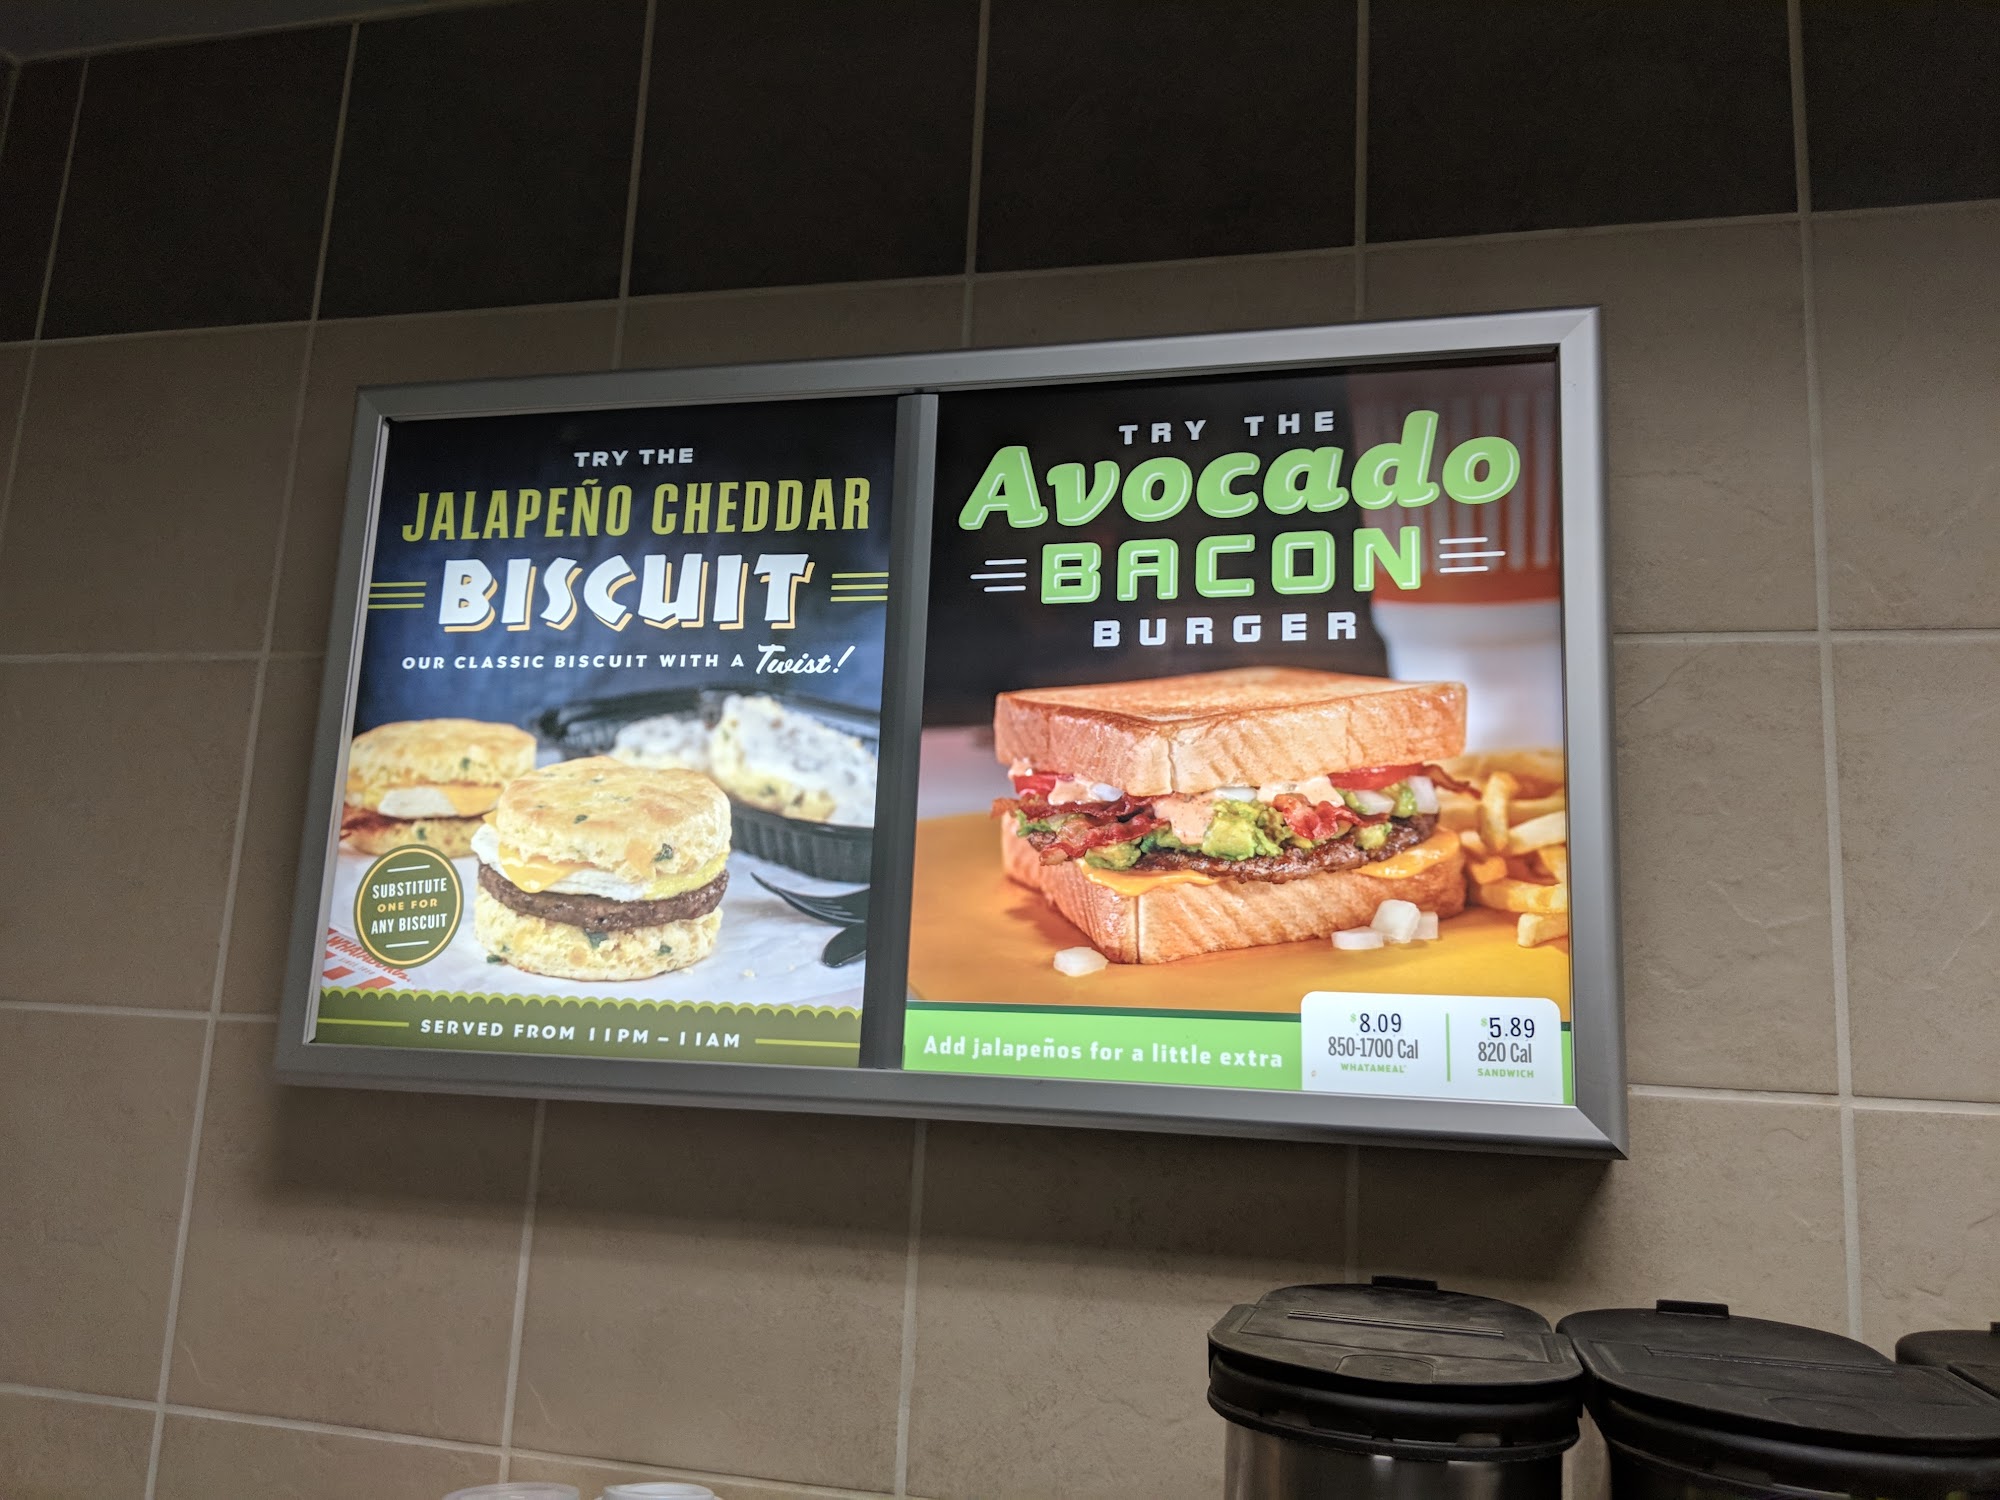 TRY THE
JALAPEÑO CHEDDAR
BISCUIT
OUR CLASSIC BISCUIT WITH A Twist!
SUBSTITUTE
ONE FOR
ANY BISCUIT
SERVED FROM 11PM – 11AM
TRY THE
Avocado
BACON
BURGER
Add jalapeños for a little extra
$8.09
850-1700 Cal
WHATAMEAL®
$5.89
820 Cal
SANDWICH